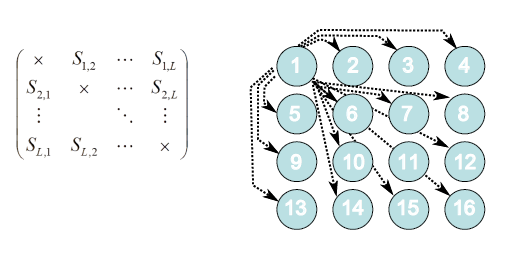 × S1,2 ⋯ S1,L
S2,1 × ⋯ S2,L
⋮ ⋱ ⋮
SL,1 SL,2 ⋯ ×
1 2 3 4
5 6 7 8
9 10 11 12
13 14 15 16